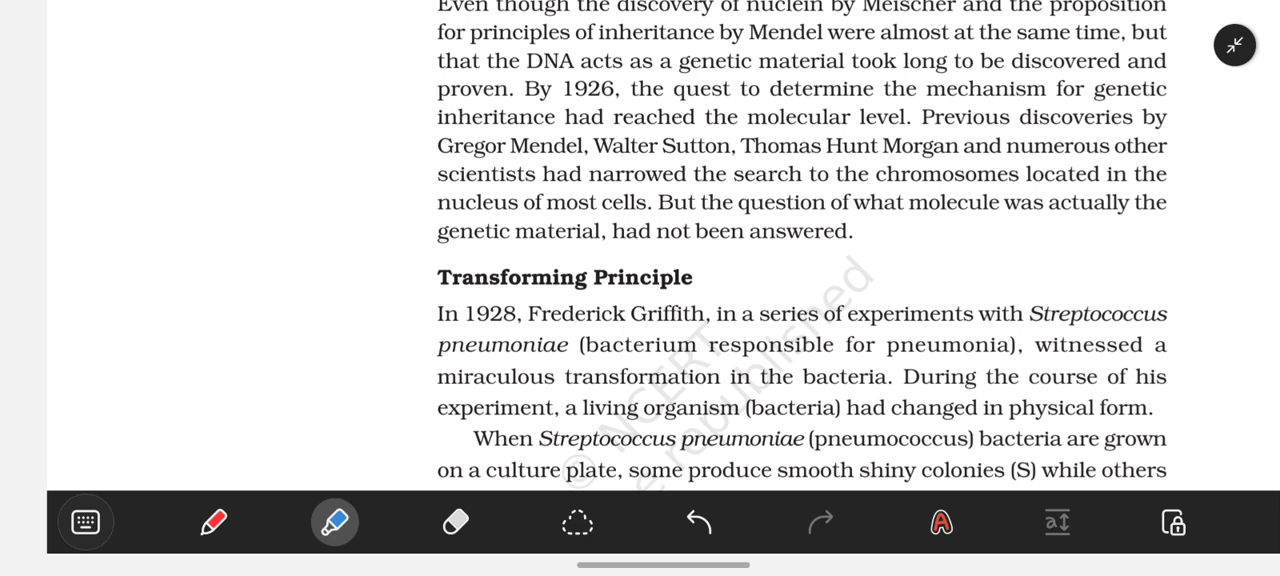 Even though the discovery of nuclein by Meischer and the proposition
for principles of inheritance by Mendel were almost at the same time, but
that the DNA acts as a genetic material took long to be discovered and
proven. By 1926, the quest to determine the mechanism for genetic
inheritance had reached the molecular level. Previous discoveries by
Gregor Mendel, Walter Sutton, Thomas Hunt Morgan and numerous other
scientists had narrowed the search to the chromosomes located in the
nucleus of most cells. But the question of what molecule was actually the
genetic material, had not been answered.
Transforming Principle
In 1928, Frederick Griffith, in a series of experiments with Streptococcus
pneumoniae (bacterium responsible for pneumonia), witnessed a
miraculous transformation in the bacteria. During the course of his
experiment, a living organism (bacteria) had changed in physical form.
When Streptococcus pneumoniae (pneumococcus) bacteria are grown
on a culture plate, some produce smooth shiny colonies (S) while others
© NCERT
republished
A
a